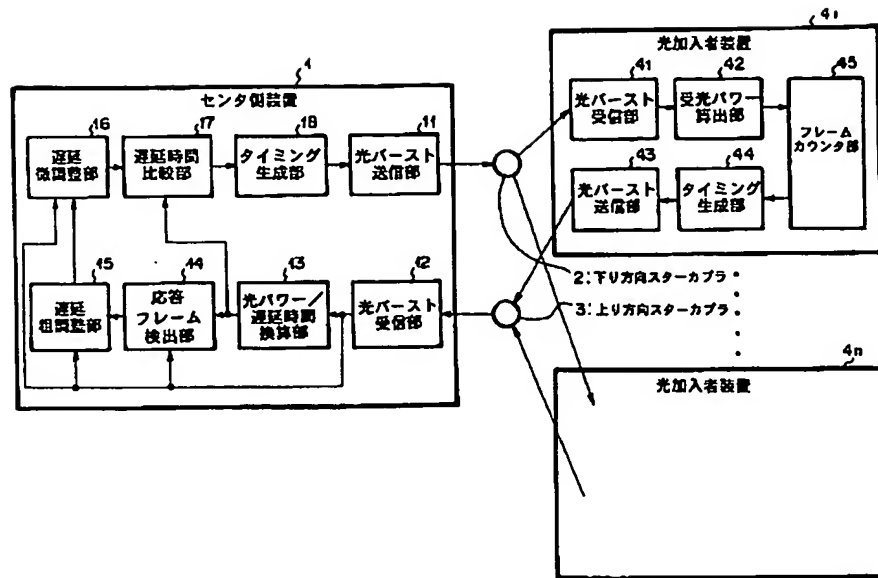 1
センタ側装置
16
遅延
微調整部
17
遅延時間
比較部
18
タイミング
生成部
11
光バースト
送信部
15
遅延
粗調整部
14
応答
フレーム
検出部
13
光パワー/
遅延時間
換算部
12
光バースト
受信部
2:下り方向スターカプラ
3:上り方向スターカプラ
41
光加入者装置
41
光バースト
受信部
42
受光パワー
算出部
45
フレーム
カウンタ部
43
光バースト
送信部
44
タイミング
生成部
4n
光加入者装置